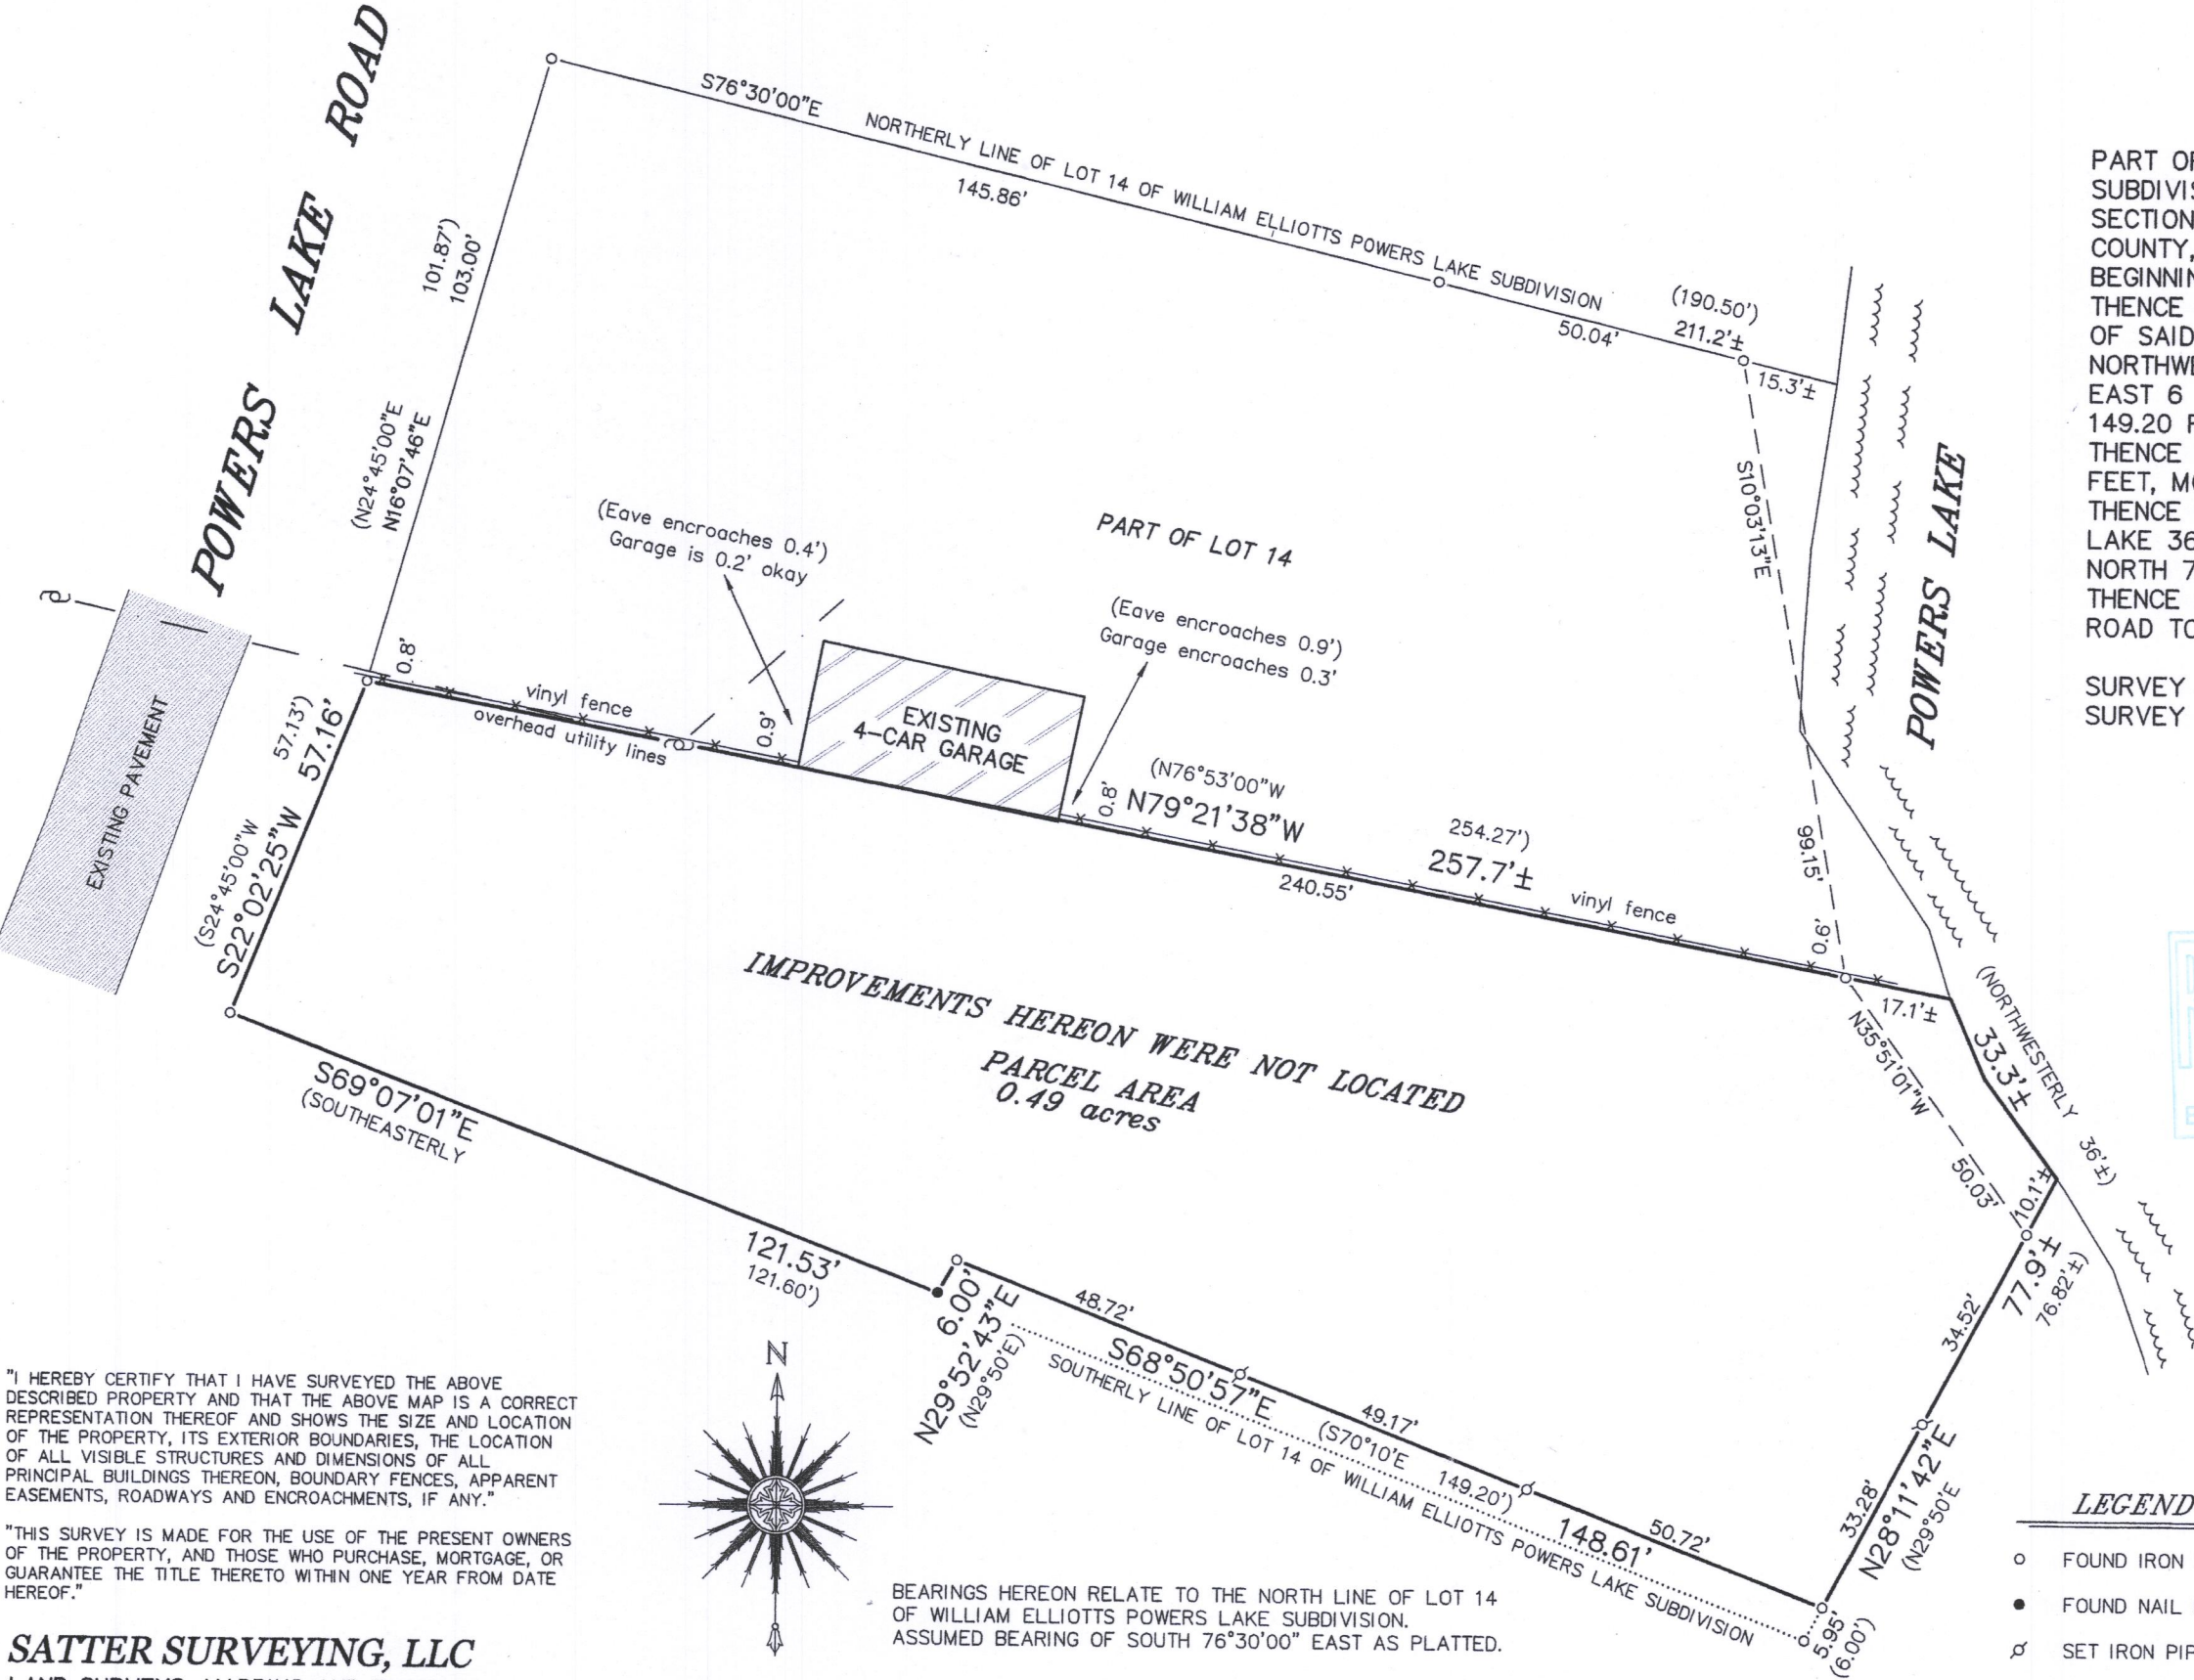 POWERS LAKE ROAD
S76°30'00"E
NORTHERLY LINE OF LOT 14 OF WILLIAM ELLIOTTS POWERS LAKE SUBDIVISION
145.86'
50.04'
(190.50')
211.2'±
15.3'±
101.87')
103.00'
(N24°45'00"E
N16°07'46"E
S10°03'13"E
99.15'
POWERS LAKE
PART OF LOT 14
(Eave encroaches 0.4')
Garage is 0.2' okay
(Eave encroaches 0.9')
Garage encroaches 0.3'
EXISTING
4-CAR GARAGE
0.8'
vinyl fence
overhead utility lines
0.9'
0.8'
(N76°53'00"W
N79°21'38"W
254.27')
257.7'±
240.55'
vinyl fence
0.9'
17.1'±
EXISTING PAVEMENT
57.13')
57.16'
(S24°45'00"W
S22°02'25"W
IMPROVEMENTS HEREON WERE NOT LOCATED
PARCEL AREA
0.49 acres
N35°51'01"W
50.03'
33.3'±
(NORTHWESTERLY 36'±)
10.1'±
77.9'±
76.82'±)
34.52'
33.28'
N28°11'42"E
(N29°50'E
S69°07'01"E
(SOUTHEASTERLY
121.53'
121.60')
6.00'
N29°52'43"E
(N29°50'E)
48.72'
S68°50'57"E
49.17'
(S70°10'E 149.20')
148.61'
50.72'
SOUTHERLY LINE OF LOT 14 OF WILLIAM ELLIOTTS POWERS LAKE SUBDIVISION
5.95'
(6.00')
N
"I HEREBY CERTIFY THAT I HAVE SURVEYED THE ABOVE
DESCRIBED PROPERTY AND THAT THE ABOVE MAP IS A CORRECT
REPRESENTATION THEREOF AND SHOWS THE SIZE AND LOCATION
OF THE PROPERTY, ITS EXTERIOR BOUNDARIES, THE LOCATION
OF ALL VISIBLE STRUCTURES AND DIMENSIONS OF ALL
PRINCIPAL BUILDINGS THEREON, BOUNDARY FENCES, APPARENT
EASEMENTS, ROADWAYS AND ENCROACHMENTS, IF ANY."
"THIS SURVEY IS MADE FOR THE USE OF THE PRESENT OWNERS
OF THE PROPERTY, AND THOSE WHO PURCHASE, MORTGAGE, OR
GUARANTEE THE TITLE THERETO WITHIN ONE YEAR FROM DATE
HEREOF."
SATTER SURVEYING, LLC
BEARINGS HEREON RELATE TO THE NORTH LINE OF LOT 14
OF WILLIAM ELLIOTTS POWERS LAKE SUBDIVISION.
ASSUMED BEARING OF SOUTH 76°30'00" EAST AS PLATTED.
PART OF
SUBDIVIS
SECTION
COUNTY,
BEGINNIN
THENCE
OF SAID
NORTHWE
EAST 6
149.20 F
THENCE
FEET, MO
THENCE
LAKE 36
NORTH 7
THENCE
ROAD TO
SURVEY
SURVEY
LEGEND
FOUND IRON
FOUND NAIL
SET IRON PIP